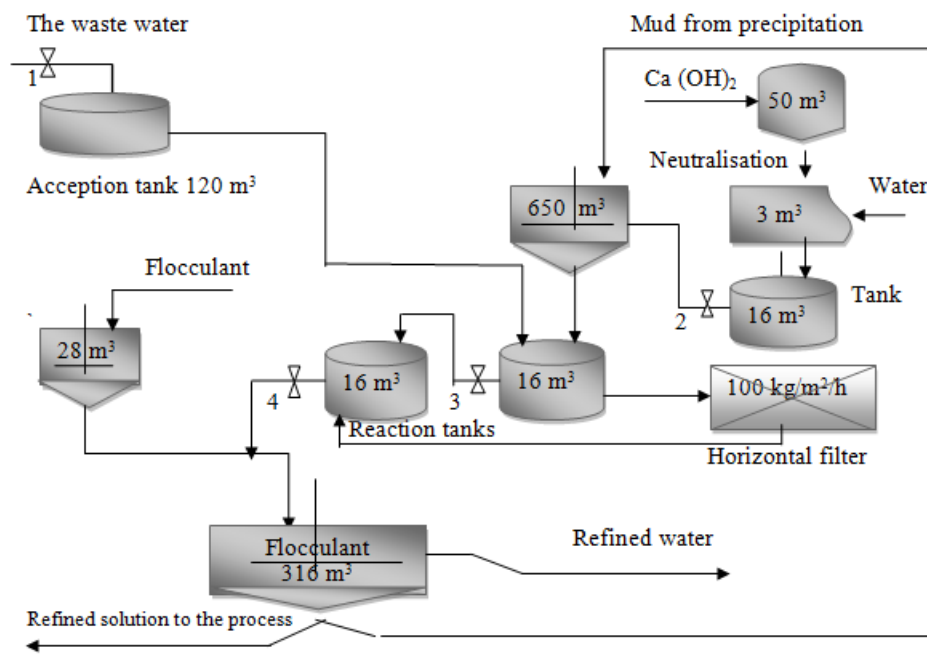 The waste water
Mud from precipitation
1
Ca (OH)₂
50 m³
Neutralisation
Acception tank 120 m³
650 m³
3 m³
Water
Flocculant
Tank
2
16 m³
28 m³
16 m³
16 m³
100 kg/m²/h
4
3
Reaction tanks
Horizontal filter
Flocculant
316 m³
Refined water
Refined solution to the process